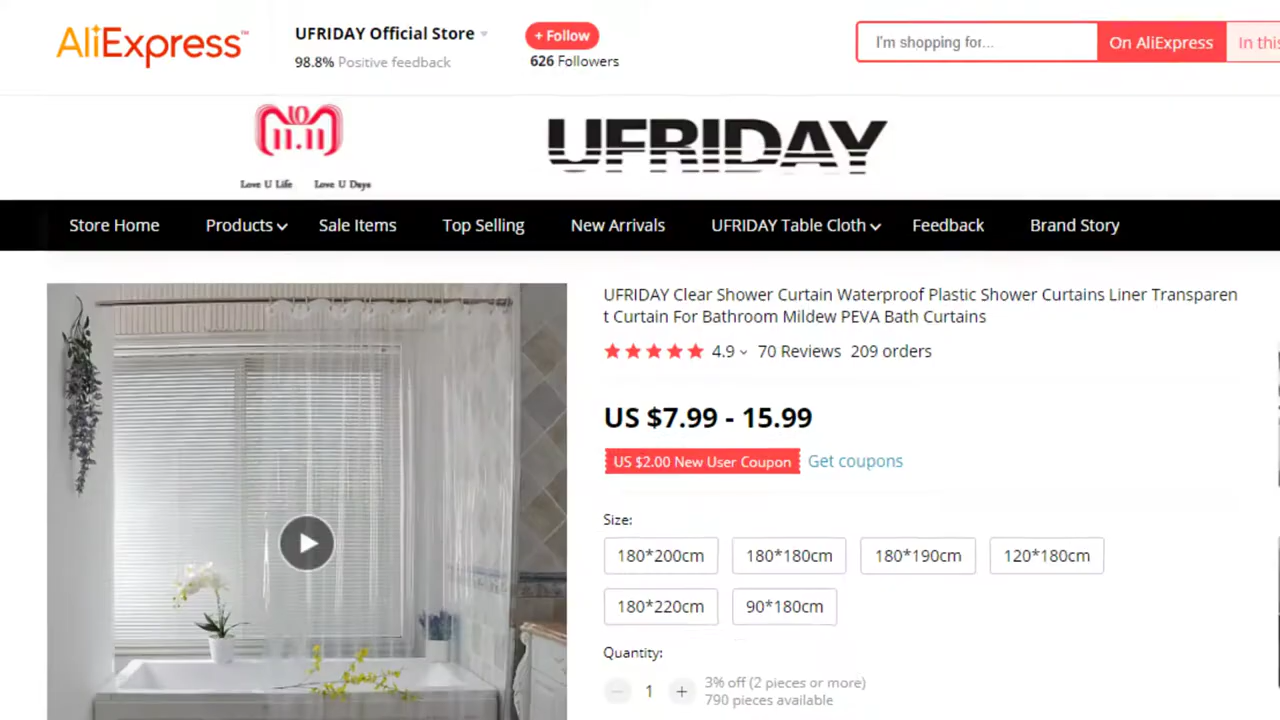 AliExpress™
UFRIDAY Official Store
98.8% Positive feedback
+ Follow
626 Followers
I'm shopping for...
On AliExpress
In this
10
11.11
Love U Life Love U Days
UFRIDAY
Store Home Products Sale Items Top Selling New Arrivals UFRIDAY Table Cloth Feedback Brand Story
UFRIDAY Clear Shower Curtain Waterproof Plastic Shower Curtains Liner Transparen
t Curtain For Bathroom Mildew PEVA Bath Curtains
4.9 70 Reviews 209 orders
US $7.99 - 15.99
US $2.00 New User Coupon Get coupons
Size:
180*200cm 180*180cm 180*190cm 120*180cm
180*220cm 90*180cm
Quantity:
− 1 +
3% off (2 pieces or more)
790 pieces available